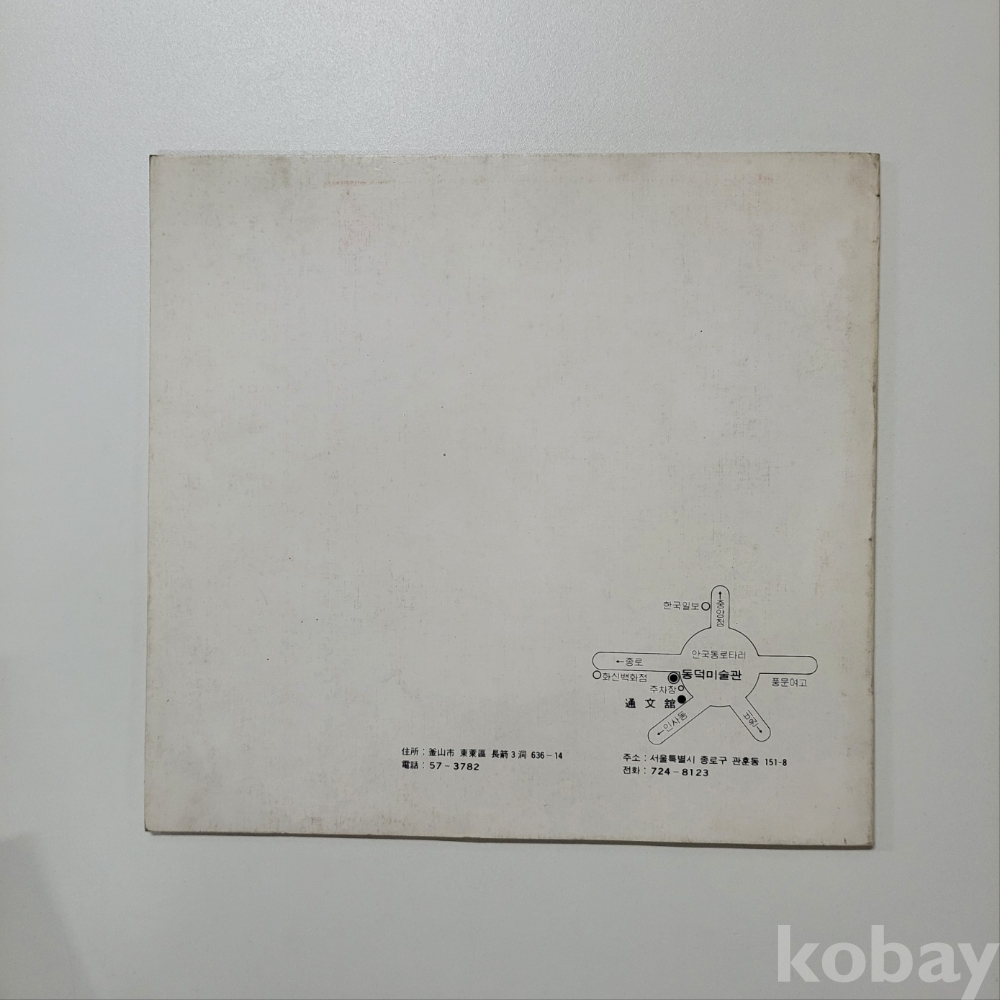 한국일보
↑중앙청
안국동로타리
←종로
동덕미술관
화신백화점
풍문여고
주차장
通文舘
←인사동
住所 : 釜山市 東萊區 長箭 3 洞 636-14
電話 : 57-3782
주소 : 서울특별시 종로구 관훈동 151-8
전화 : 724-8123
kobay